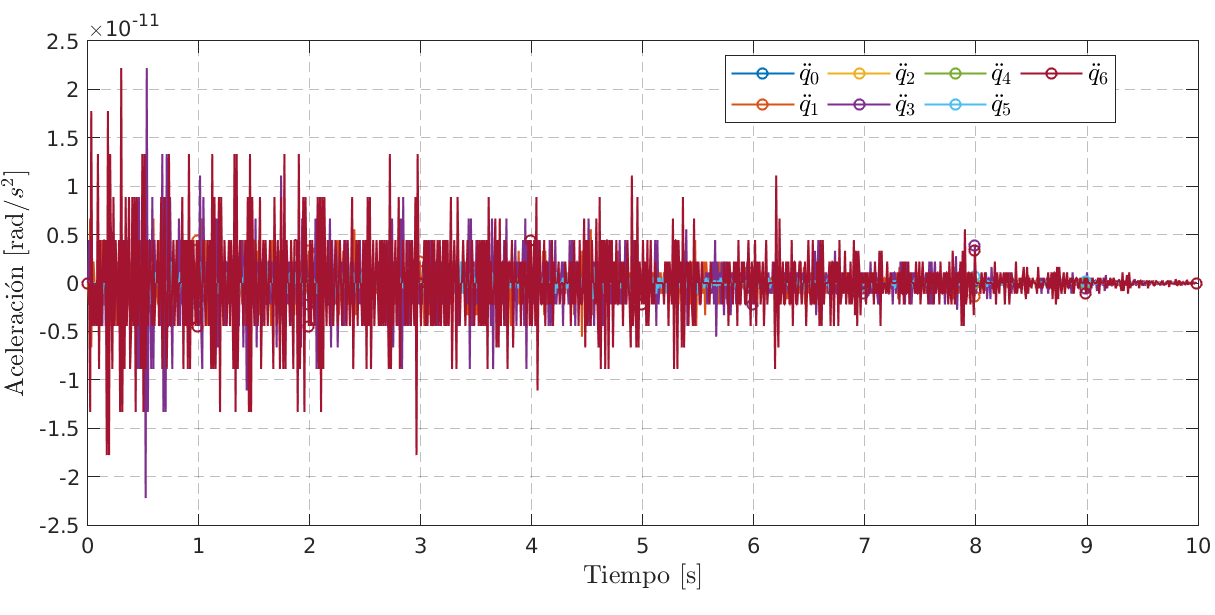 ×10⁻¹¹
2.5
2
1.5
1
0.5
0
-0.5
-1
-1.5
-2
-2.5
Aceleración [rad/s²]
q̈₀ q̈₂ q̈₄ q̈₆
q̈₁ q̈₃ q̈₅
0 1 2 3 4 5 6 7 8 9 10
Tiempo [s]